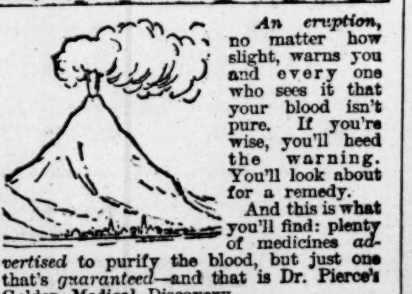 An eruption,
no matter how
slight, warns you
and every one
who sees it that
your blood isn't
pure. If you're
wise, you'll heed
the warning.
You'll look about
for a remedy.
And this is what
you'll find: plenty
of medicines ad-
vertised to purify the blood, but just one
that's guaranteed—and that is Dr. Pierce's
Golden Medical Discovery